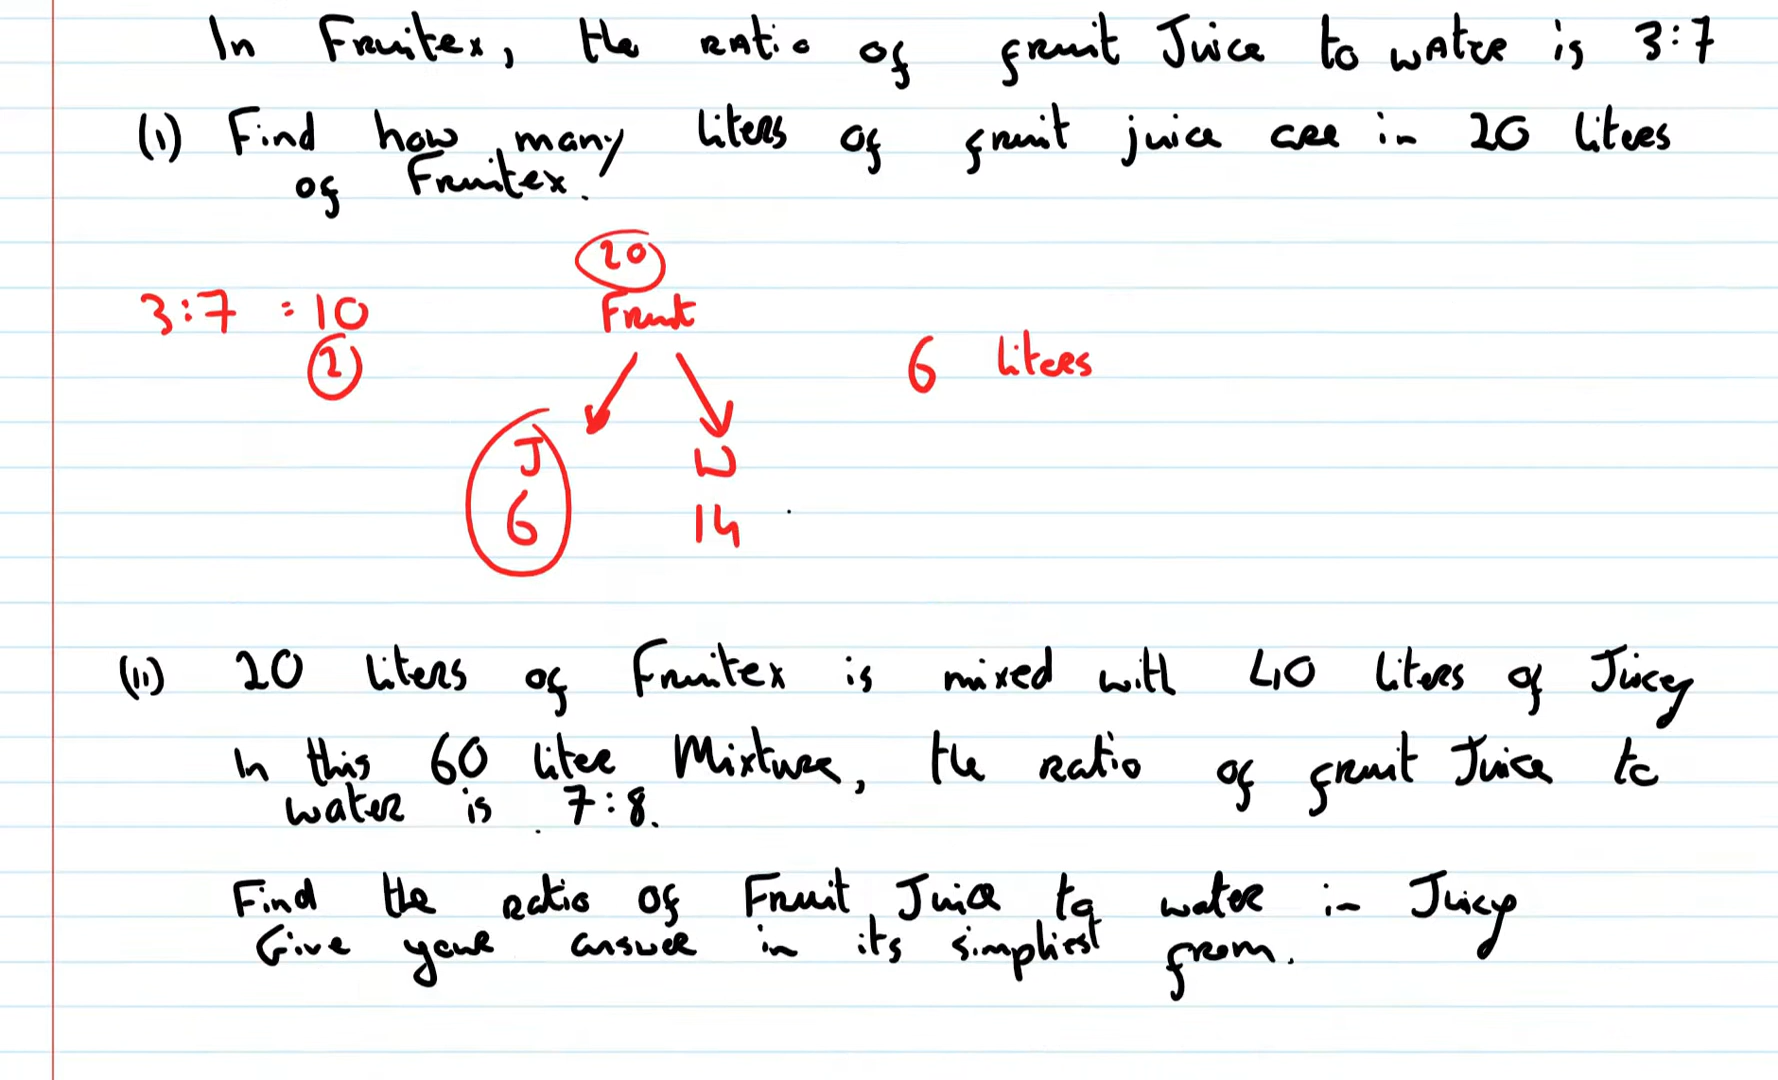 In Fruitex, the ratio of fruit Juice to water is 3:7
(i) Find how many liters of fruit juice are in 20 liters
of Fruitex.
20
3:7 = 10
Fruit
2
6 liters
J W
6 14
(ii) 20 liters of Fruitex is mixed with 40 liters of Juicy
In this 60 liter Mixture, the ratio of fruit Juice to
water is 7:8.
Find the ratio of Fruit Juice to water in Juicy
Give your answer in its simpliest from.